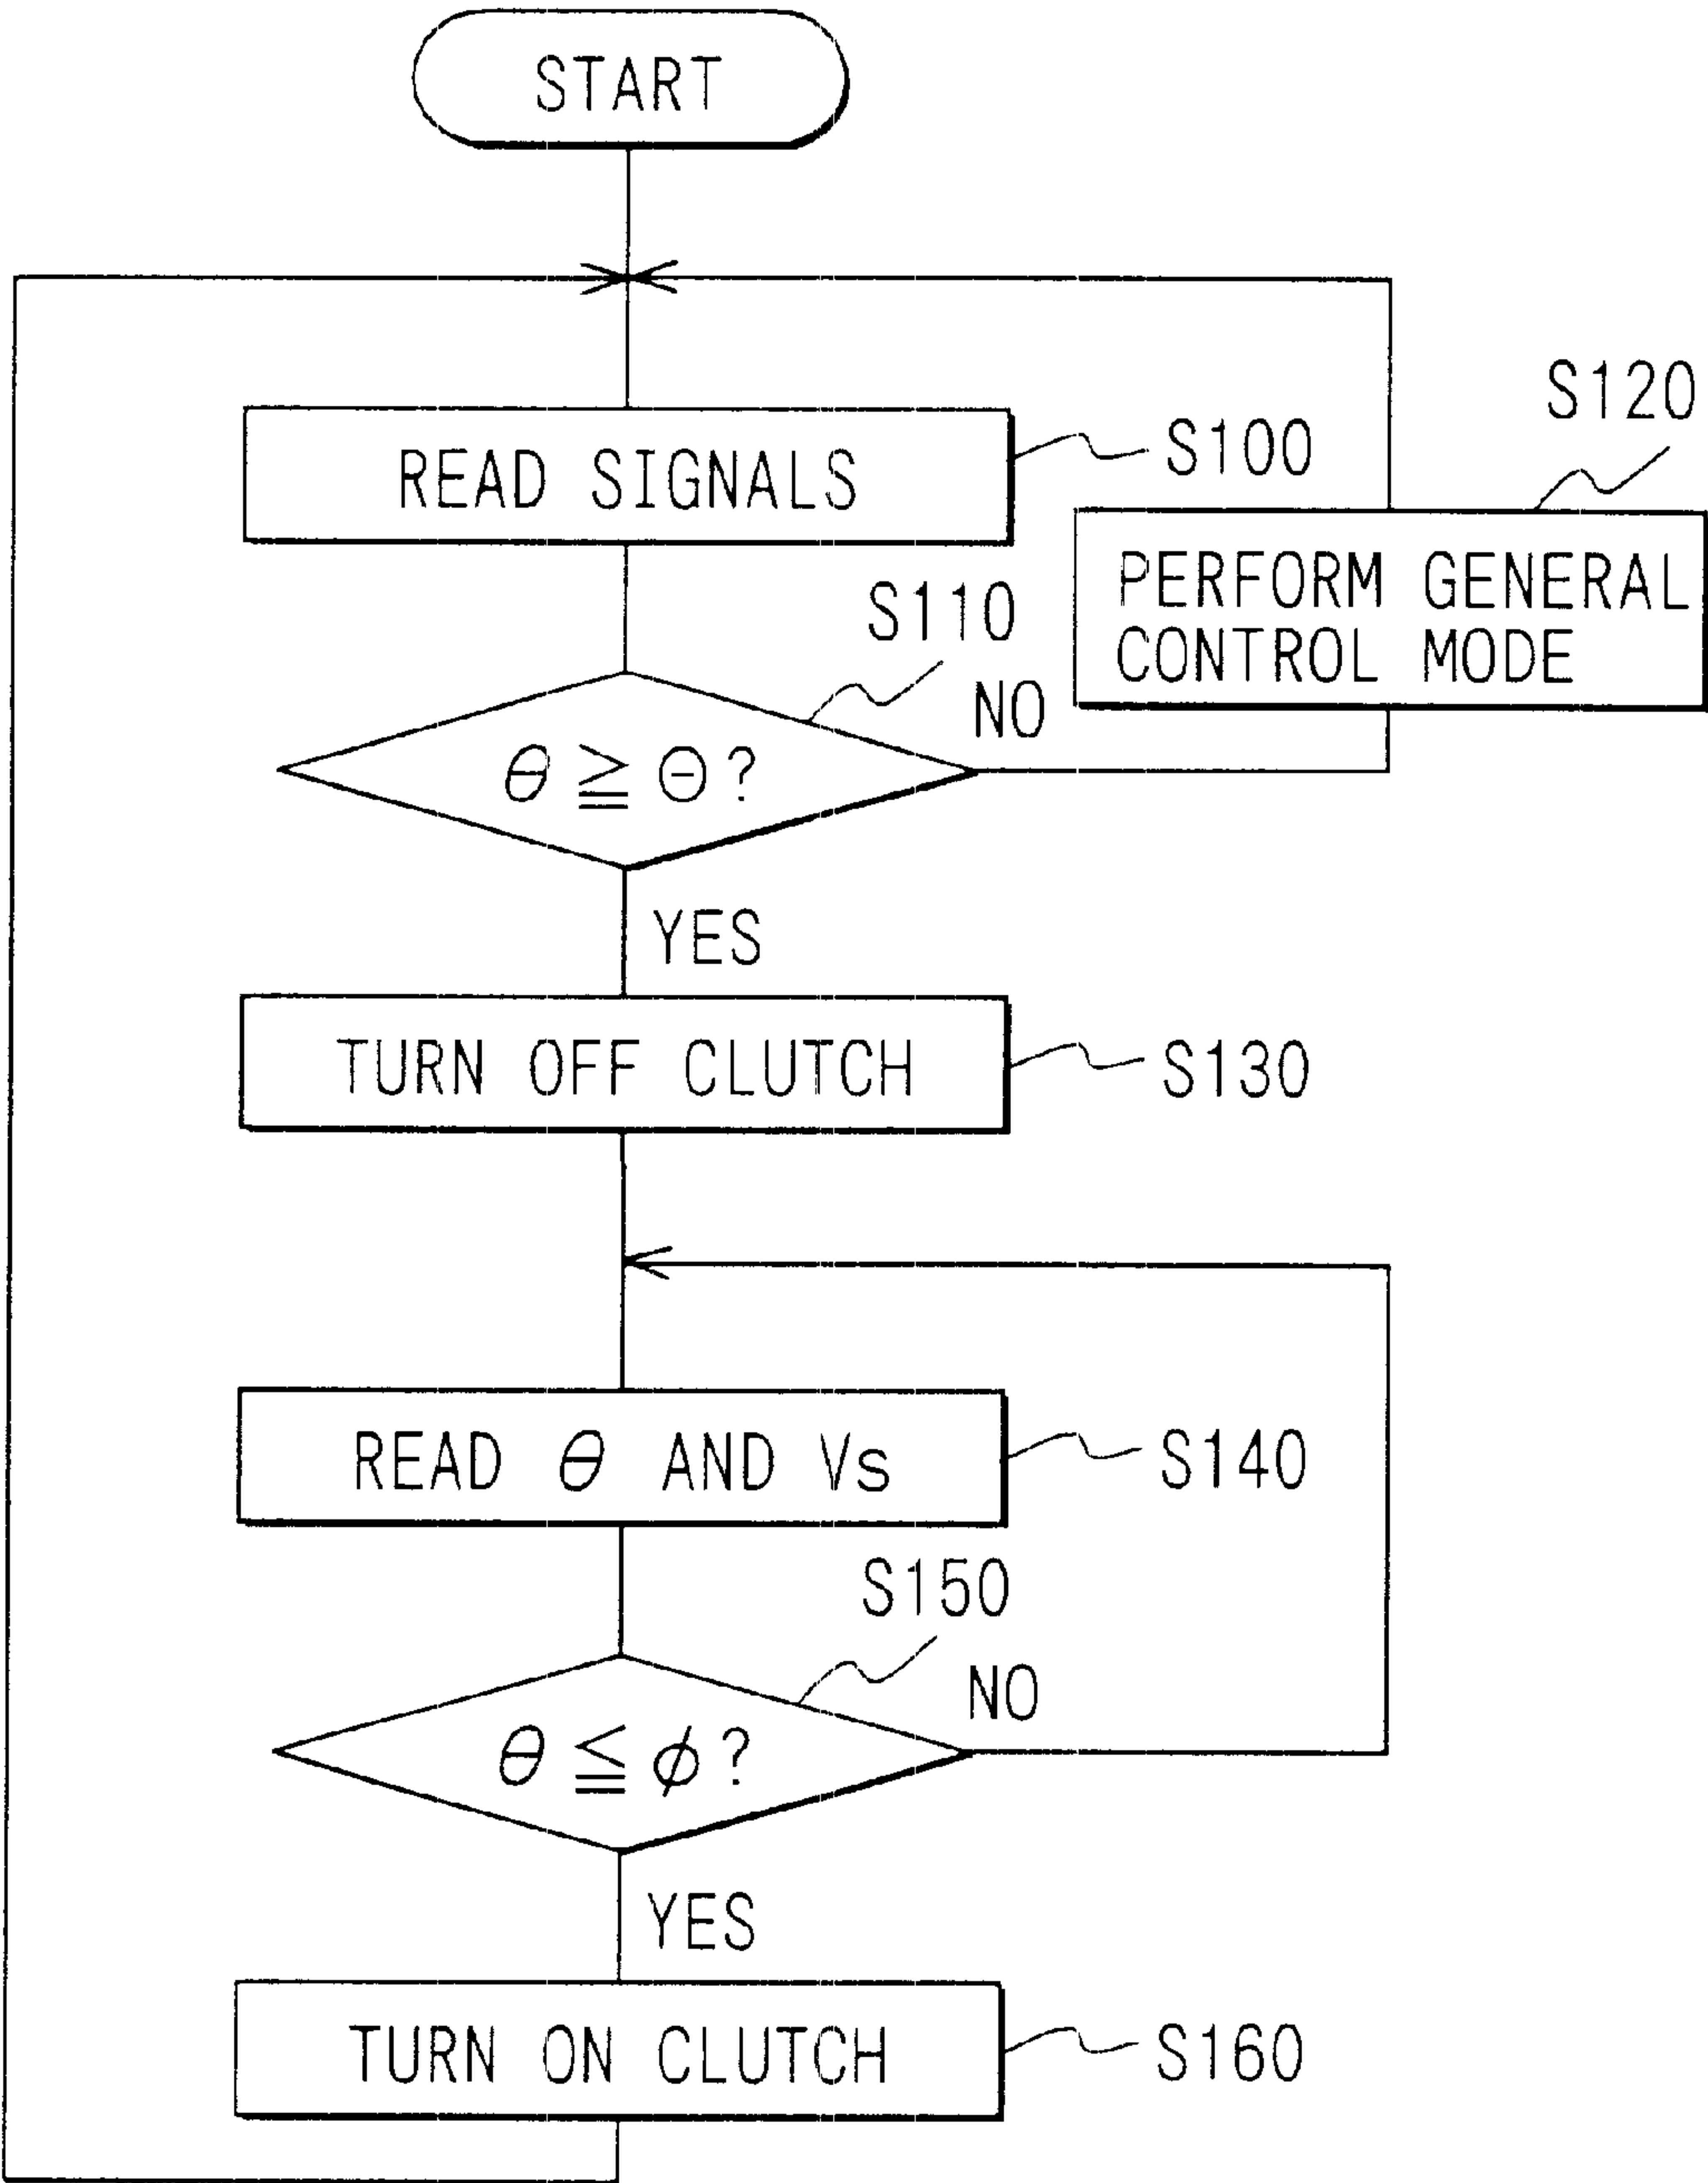 START
READ SIGNALS
S100
S120
PERFORM GENERAL
CONTROL MODE
S110
θ ≧ Θ?
NO
YES
TURN OFF CLUTCH
S130
READ θ AND Vs
S140
S150
θ ≦ ϕ?
NO
YES
TURN ON CLUTCH
S160